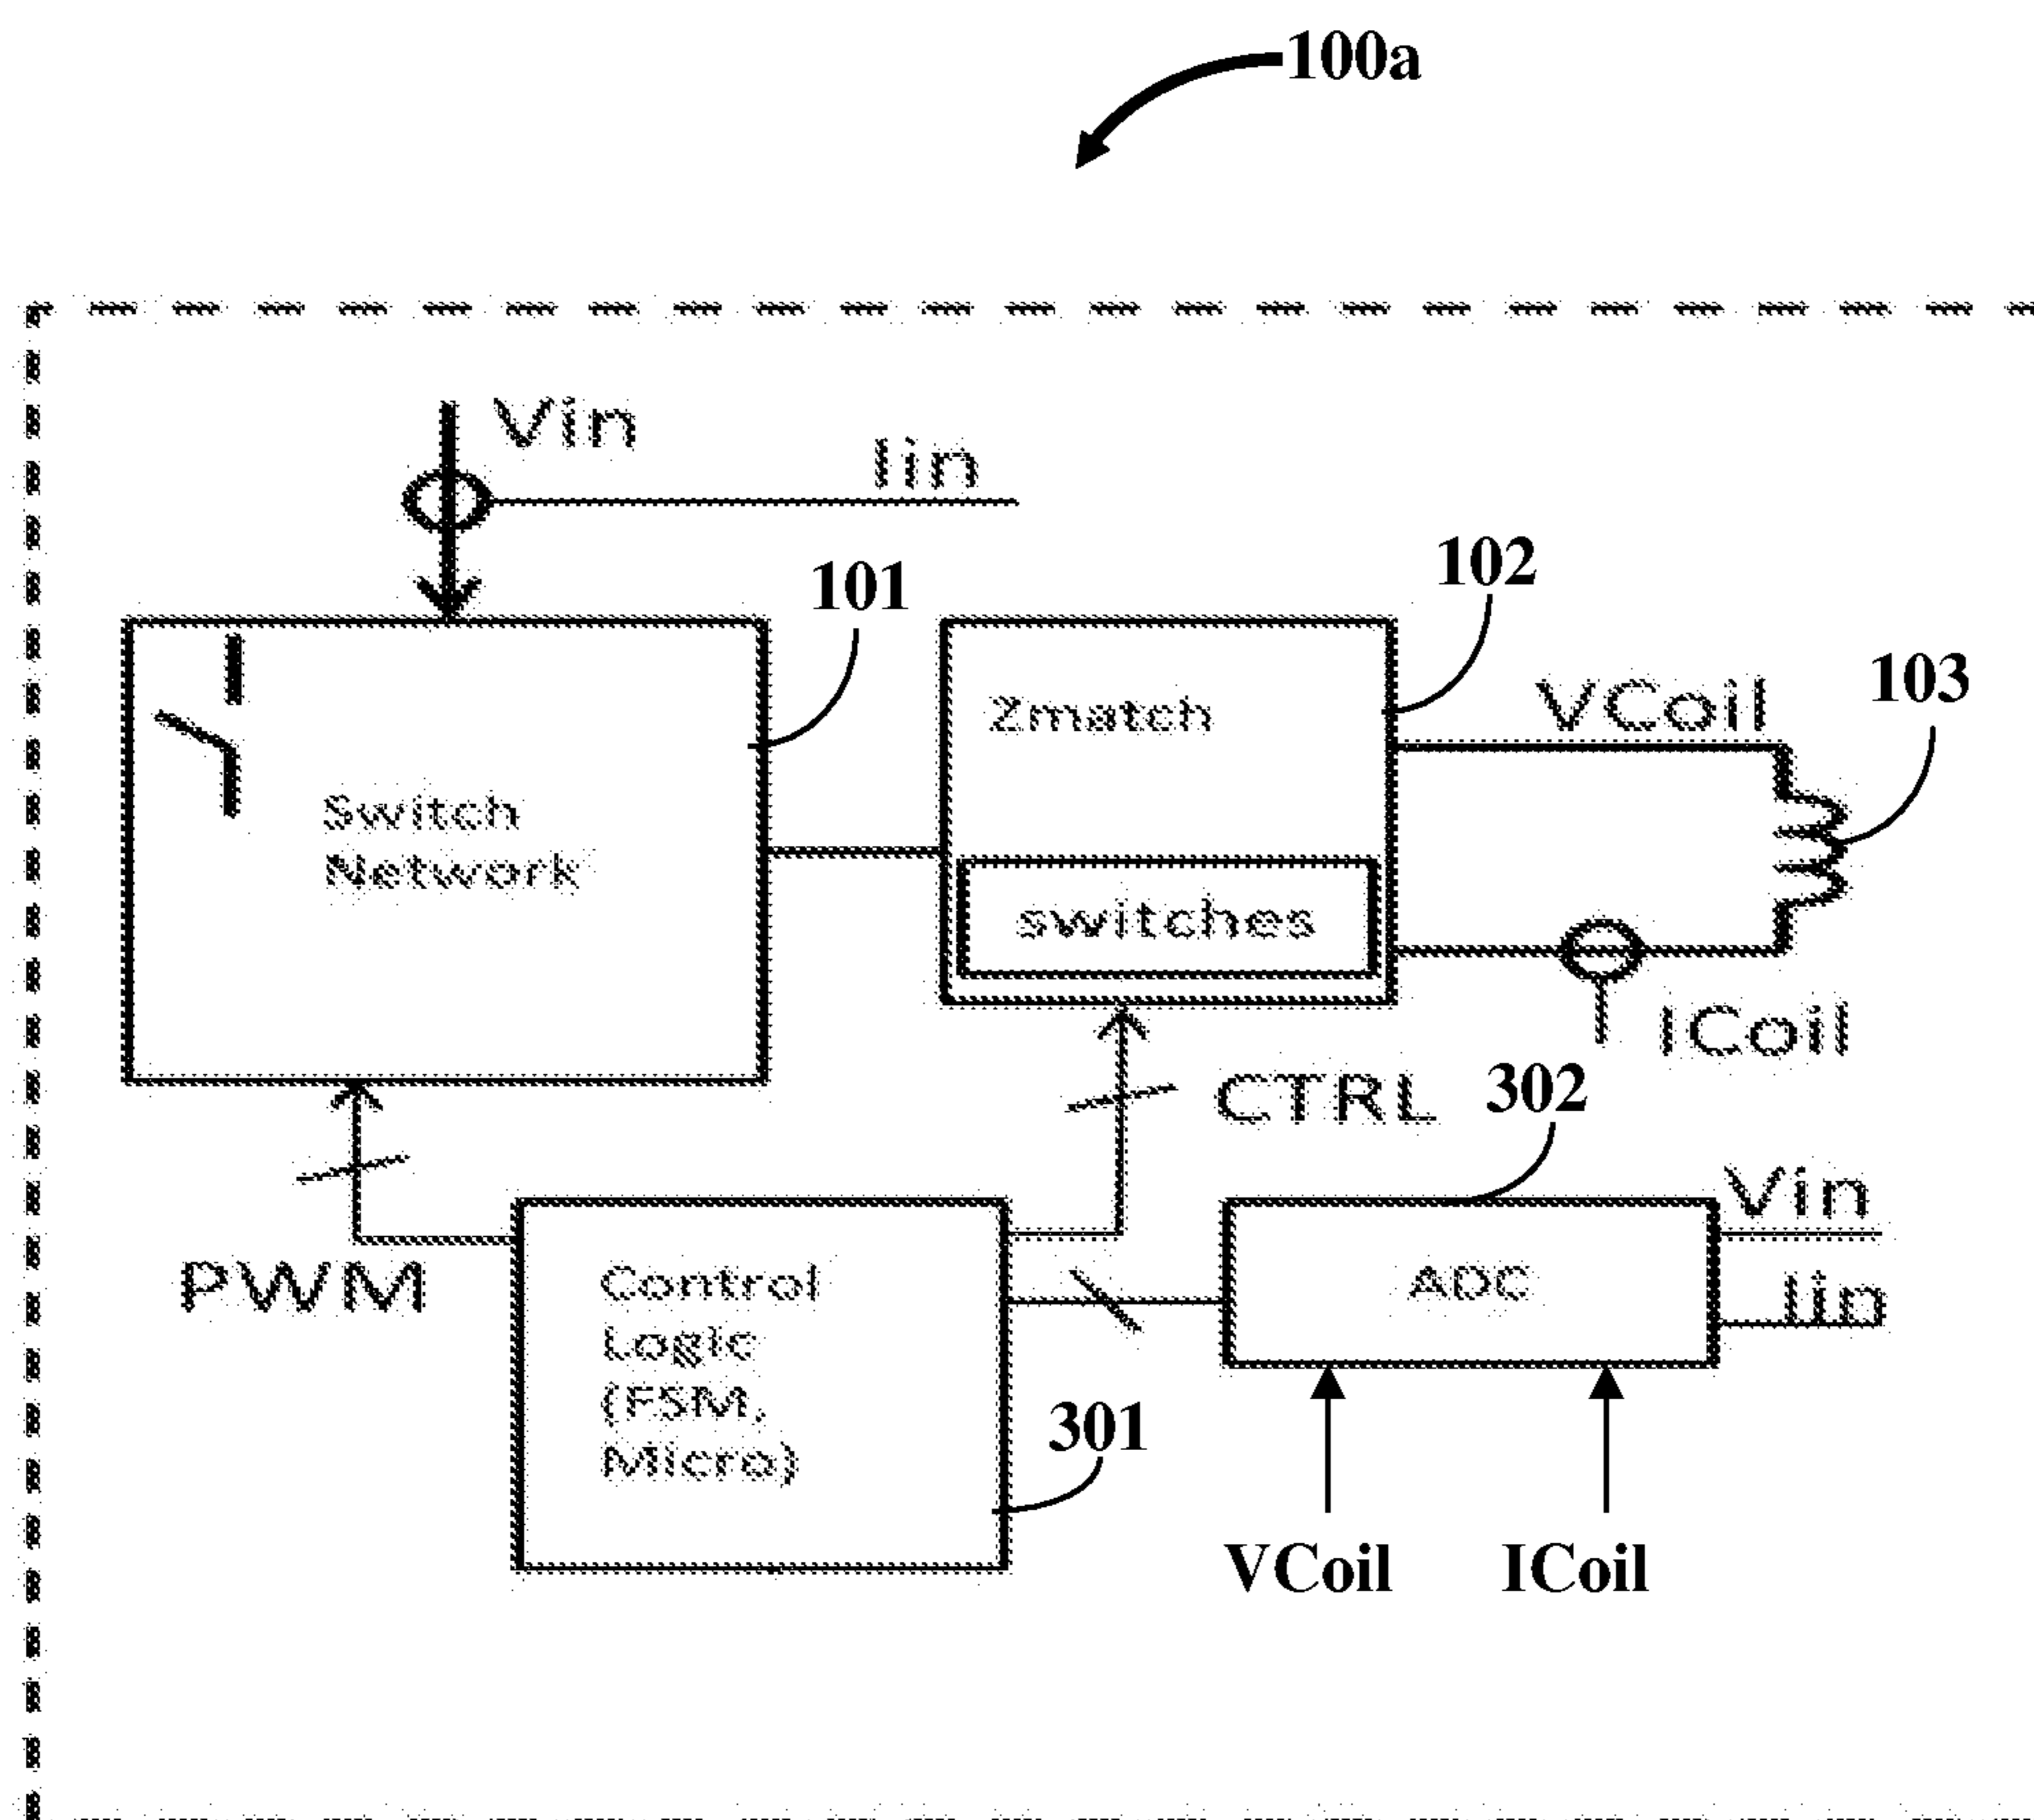 100a
Vin
Iin
101
102
103
Zmatch
VCoil
Switch
Network
switches
ICoil
CTRL
302
PWM
Control
Logic
(FSM,
Micro)
301
ADC
Vin
Iin
VCoil
ICoil